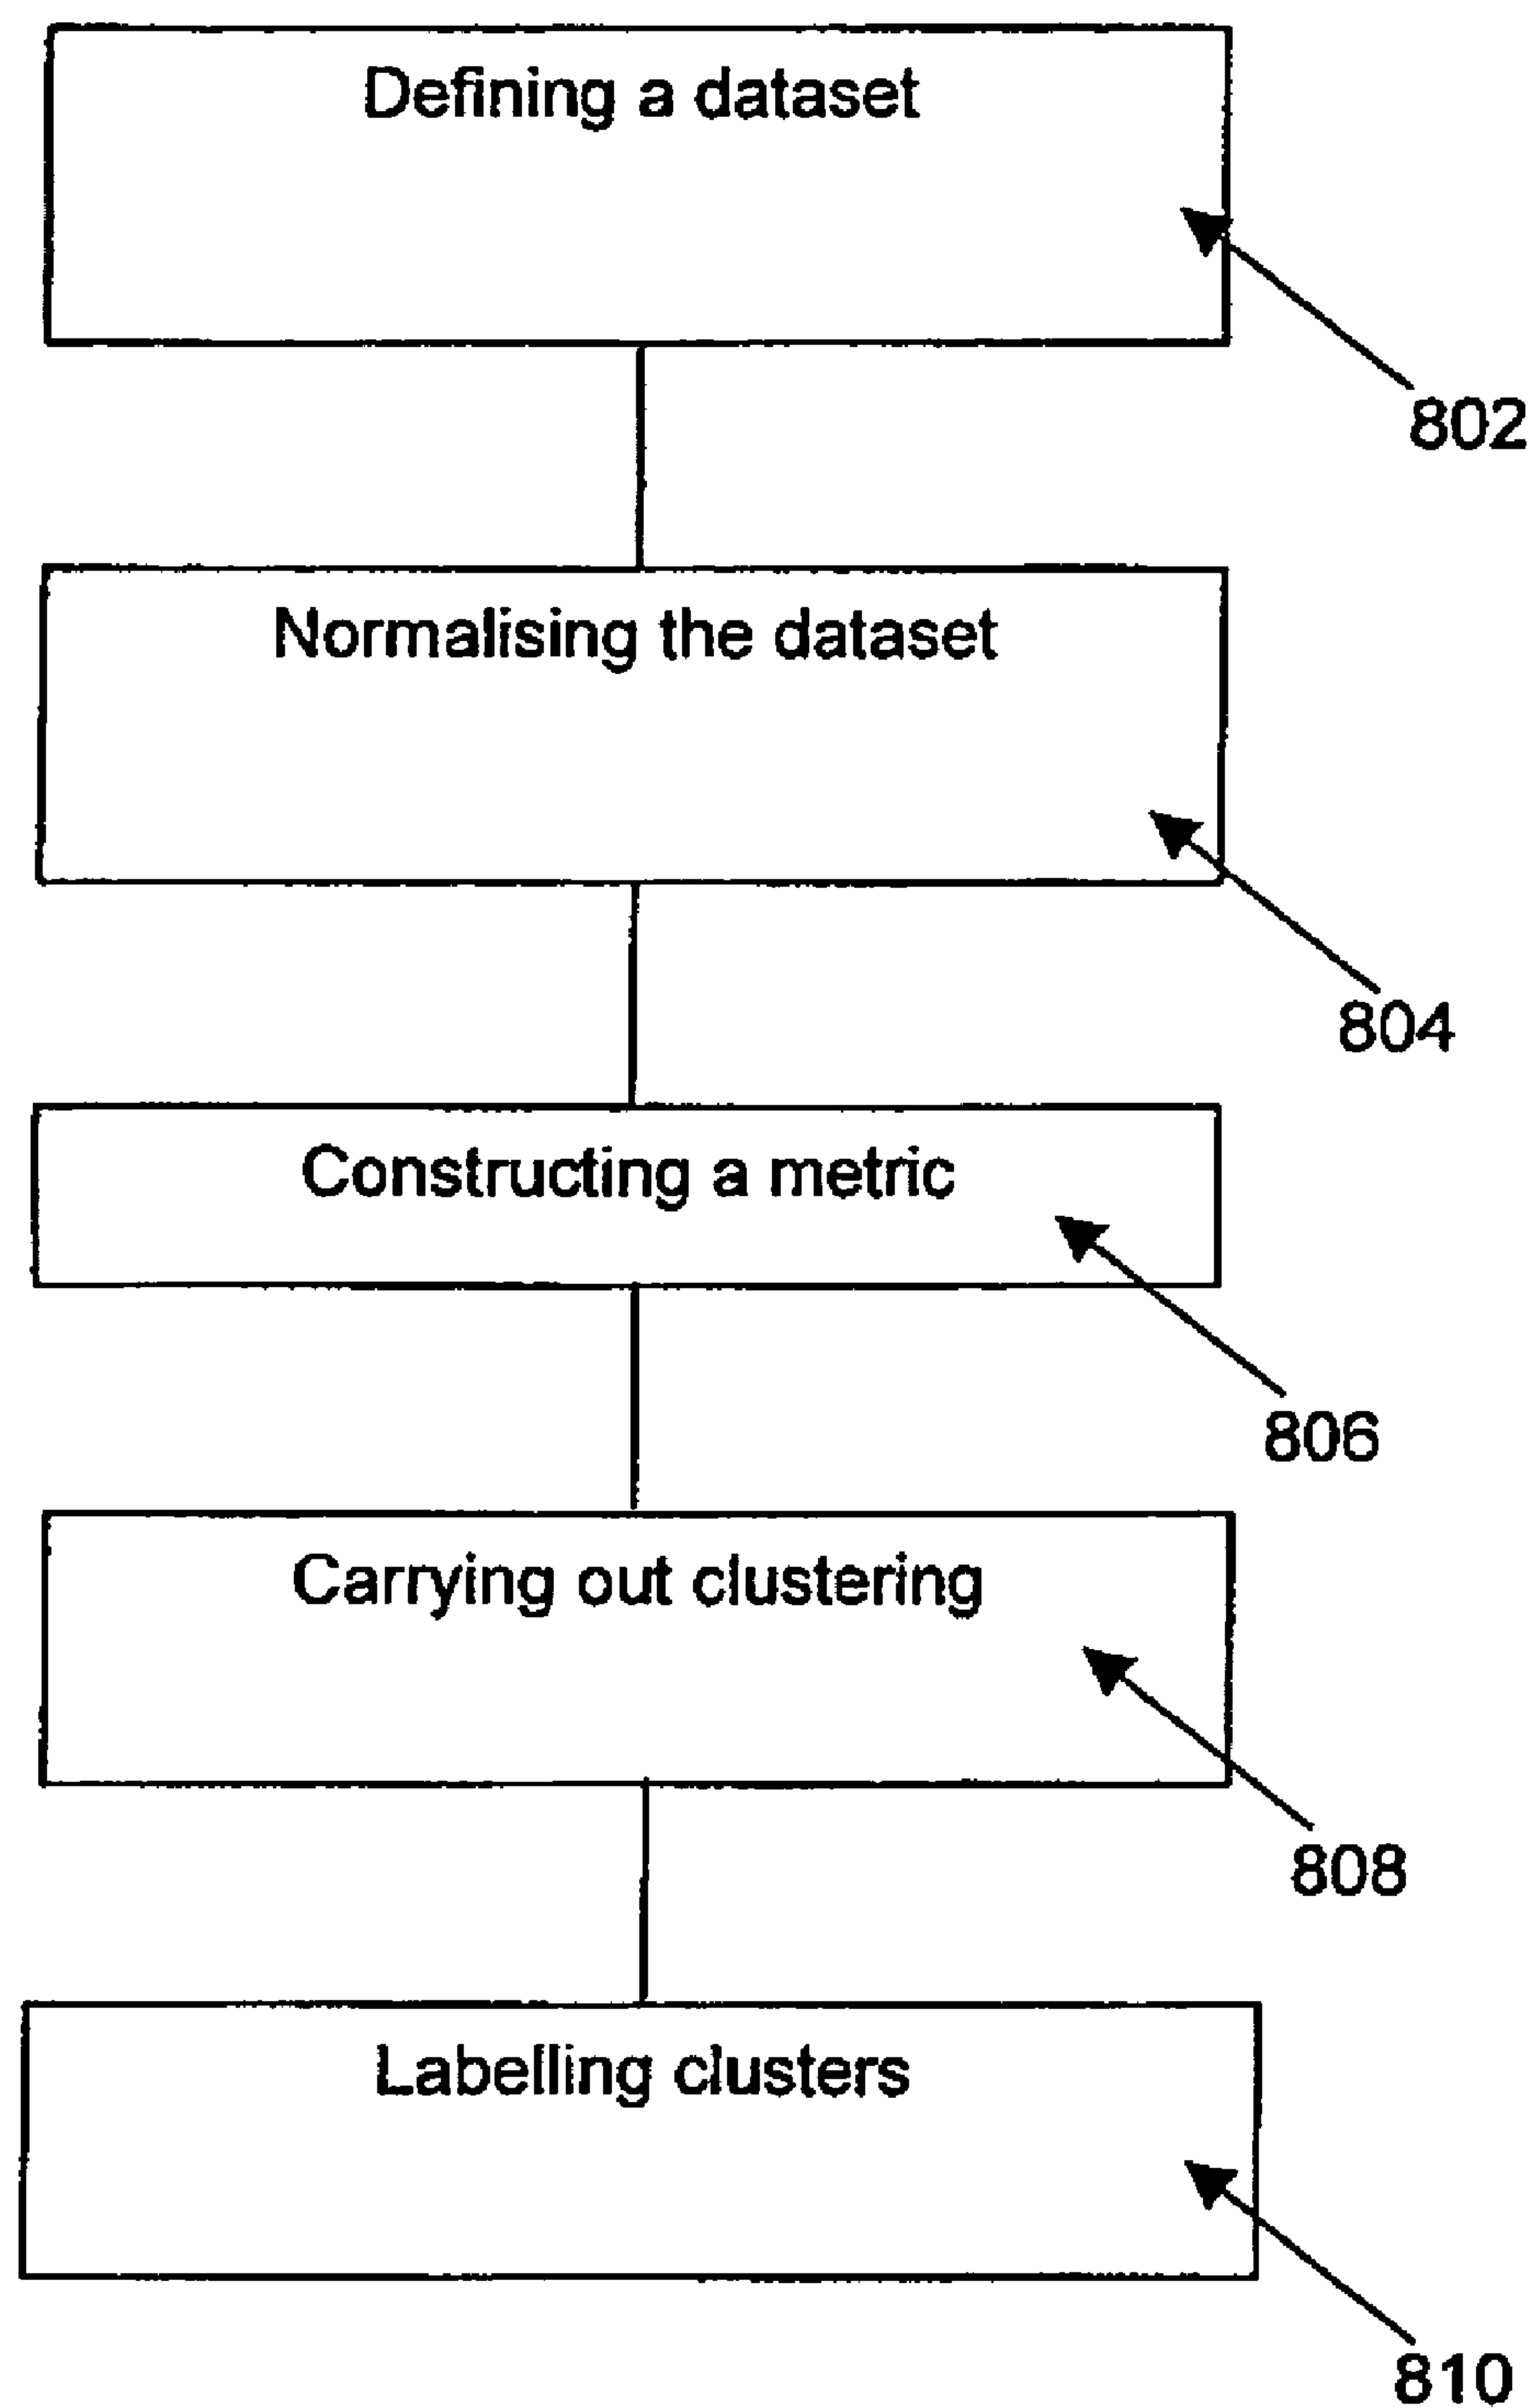 Defining a dataset
802
Normalising the dataset
804
Constructing a metric
806
Carrying out clustering
808
Labelling clusters
810